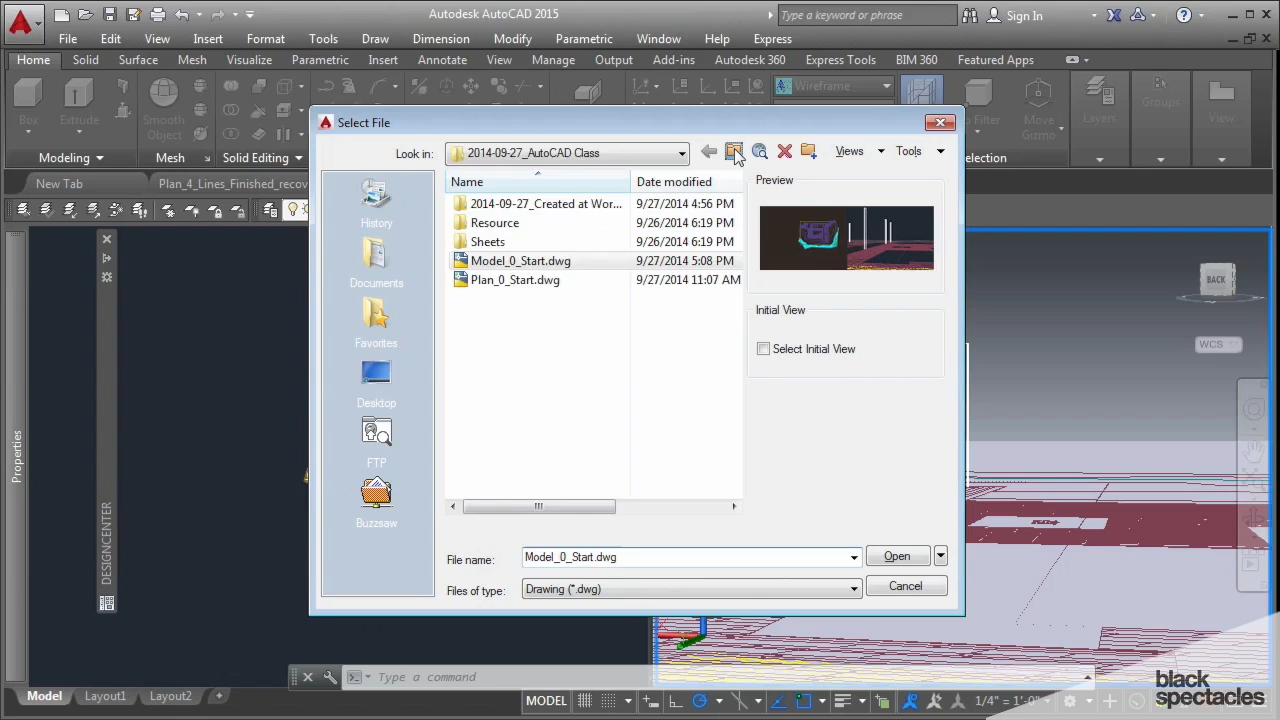 Autodesk AutoCAD 2015
Type a keyword or phrase
Sign In
File Edit View Insert Format Tools Draw Dimension Modify Parametric Window Help Express
Home Solid Surface Mesh Visualize Parametric Insert Annotate View Manage Output Add-ins Autodesk 360 Express Tools BIM 360 Featured Apps
Box Extrude Smooth Object
Wireframe
Move Gizmo Layers Groups View
Modeling Mesh Solid Editing
New Tab Plan_4_Lines_Finished_recov
Select File
Look in: 2014-09-27_AutoCAD Class
Views Tools
Name Date modified
2014-09-27_Created at Wor... 9/27/2014 4:56 PM
Resource 9/26/2014 6:19 PM
Sheets 9/26/2014 6:19 PM
Model_0_Start.dwg 9/27/2014 5:08 PM
Plan_0_Start.dwg 9/27/2014 11:07 AM
History
Documents
Favorites
Desktop
FTP
Buzzsaw
Preview
Initial View
Select Initial View
File name: Model_0_Start.dwg Open
Files of type: Drawing (*.dwg) Cancel
BACK
WCS
Properties
DESIGNCENTER
Type a command
Model Layout1 Layout2 +
MODEL
1/4" = 1'-0"
black
spectacles